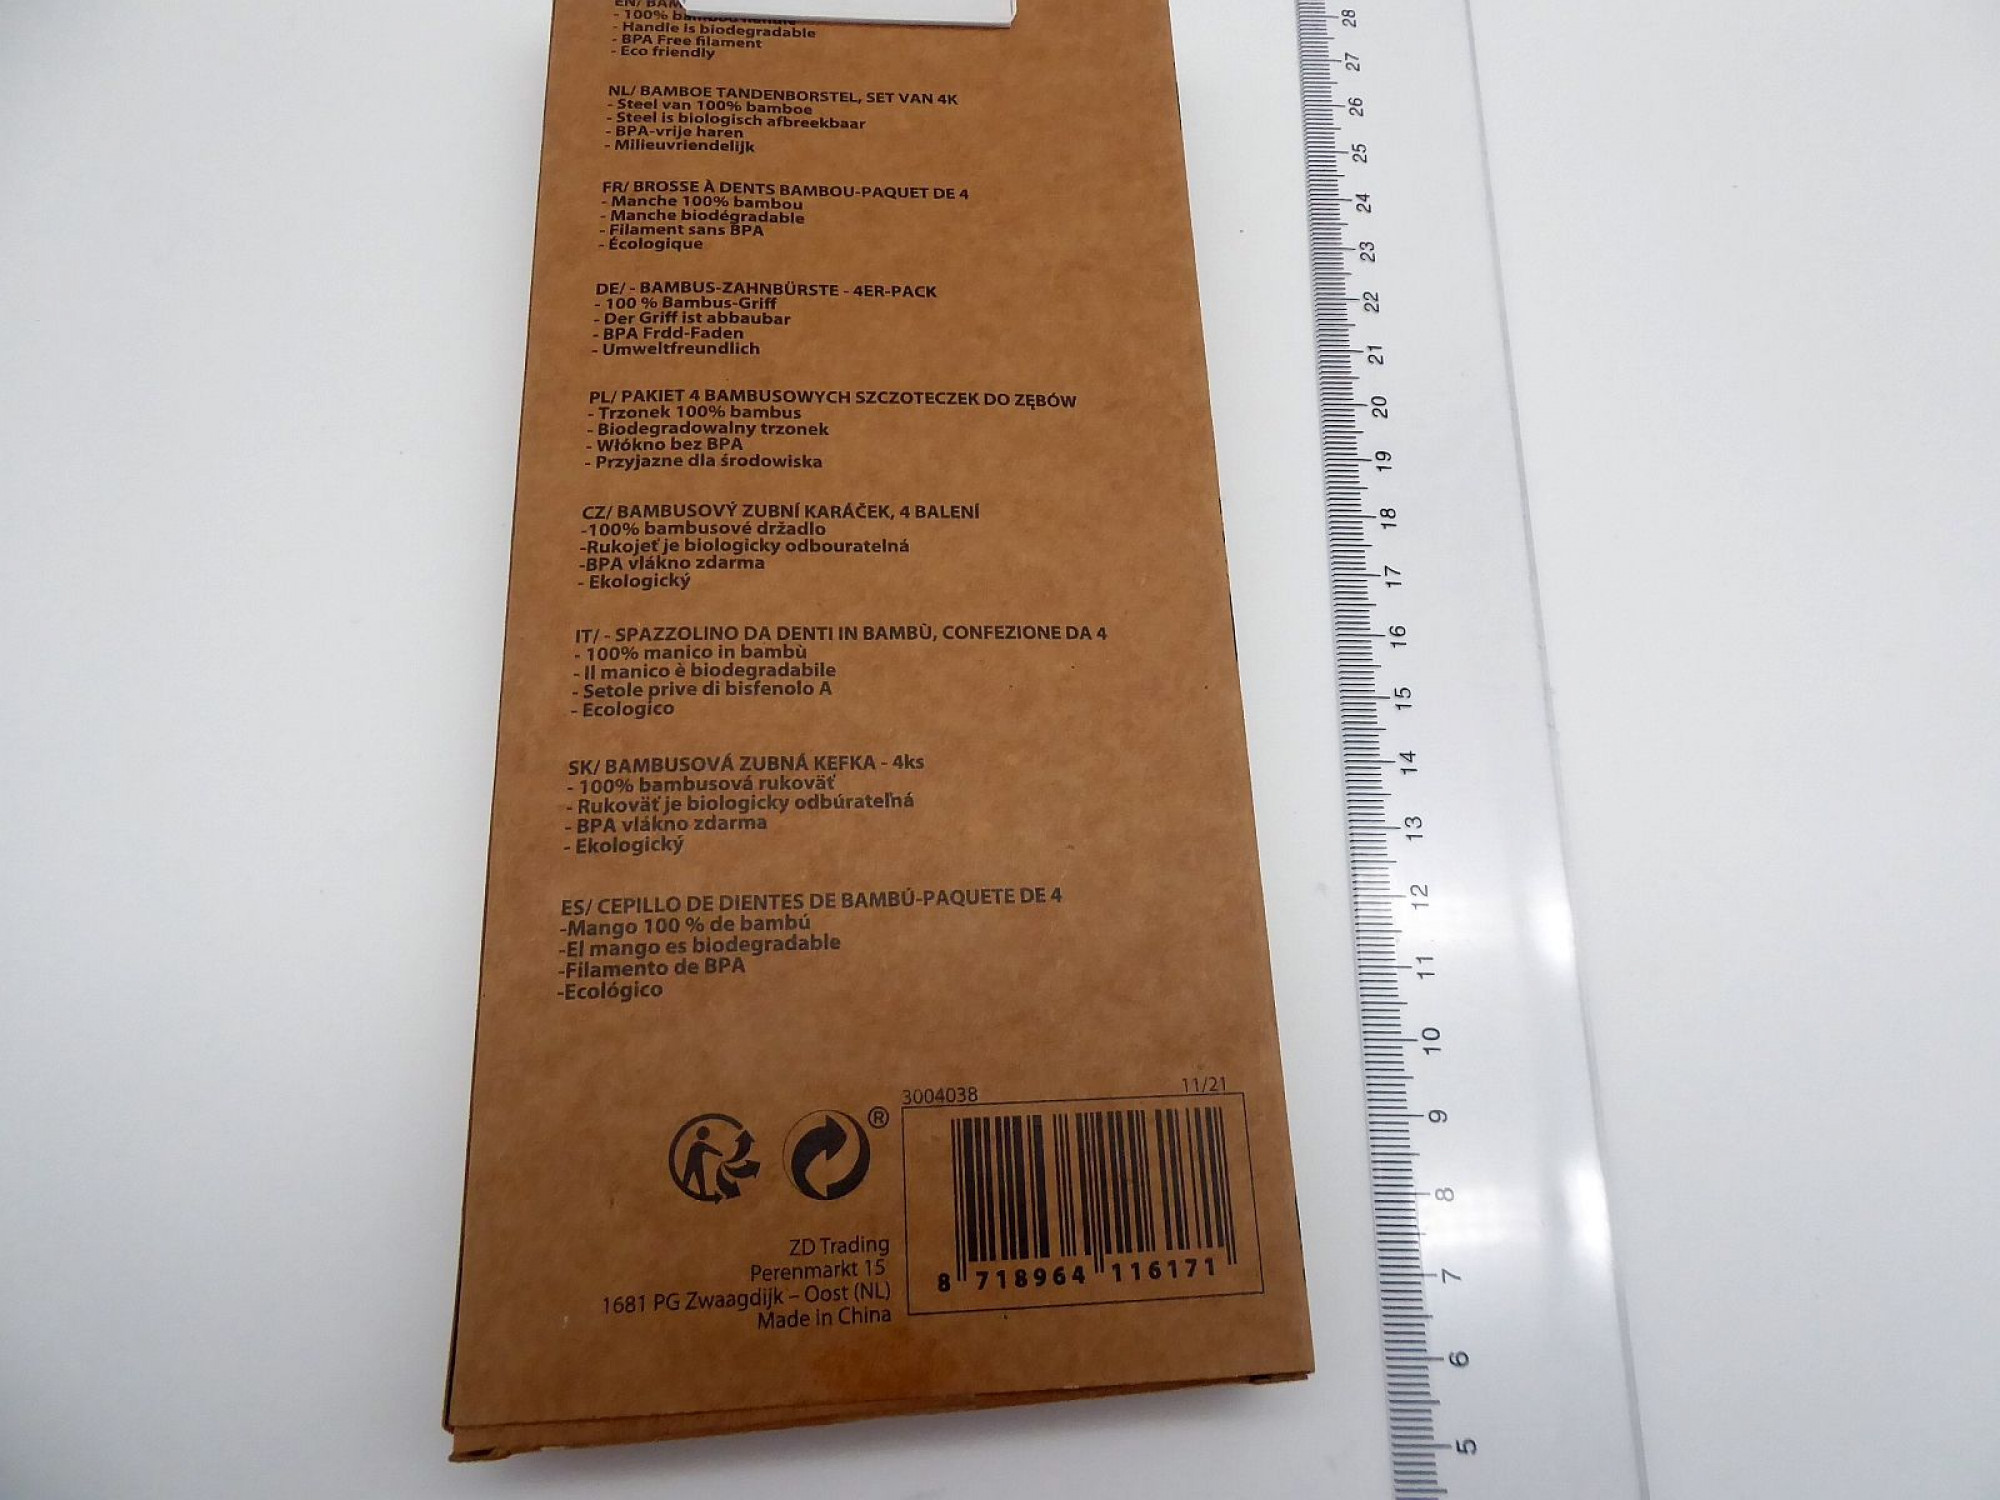 EN/ BAM
- 100% bamboo handle
- Handle is biodegradable
- BPA Free filament
- Eco friendly
NL/ BAMBOE TANDENBORSTEL, SET VAN 4K
- Steel van 100% bamboe
- Steel is biologisch afbreekbaar
- BPA-vrije haren
- Milieuvriendelijk
FR/ BROSSE À DENTS BAMBOU-PAQUET DE 4
- Manche 100% bambou
- Manche biodégradable
- Filament sans BPA
- Écologique
DE/ - BAMBUS-ZAHNBÜRSTE - 4ER-PACK
- 100 % Bambus-Griff
- Der Griff ist abbaubar
- BPA Frdd-Faden
- Umweltfreundlich
PL/ PAKIET 4 BAMBUSOWYCH SZCZOTECZEK DO ZĘBÓW
- Trzonek 100% bambus
- Biodegradowalny trzonek
- Włókno bez BPA
- Przyjazne dla środowiska
CZ/ BAMBUSOVÝ ZUBNÍ KARÁČEK, 4 BALENÍ
-100% bambusové držadlo
-Rukojeť je biologicky odbouratelná
-BPA vlákno zdarma
- Ekologický
IT/ - SPAZZOLINO DA DENTI IN BAMBÙ, CONFEZIONE DA 4
- 100% manico in bambù
- Il manico è biodegradabile
- Setole prive di bisfenolo A
- Ecologico
SK/ BAMBUSOVÁ ZUBNÁ KEFKA - 4ks
- 100% bambusová rukoväť
- Rukoväť je biologicky odbúrateľná
- BPA vlákno zdarma
- Ekologický
ES/ CEPILLO DE DIENTES DE BAMBÚ-PAQUETE DE 4
-Mango 100 % de bambú
-El mango es biodegradable
-Filamento de BPA
-Ecológico
3004038 11/21
®
8 718964 116171
ZD Trading
Perenmarkt 15
1681 PG Zwaagdijk – Oost (NL)
Made in China
28
27
26
25
24
23
22
21
20
19
18
17
16
15
14
13
12
11
10
9
8
7
6
5